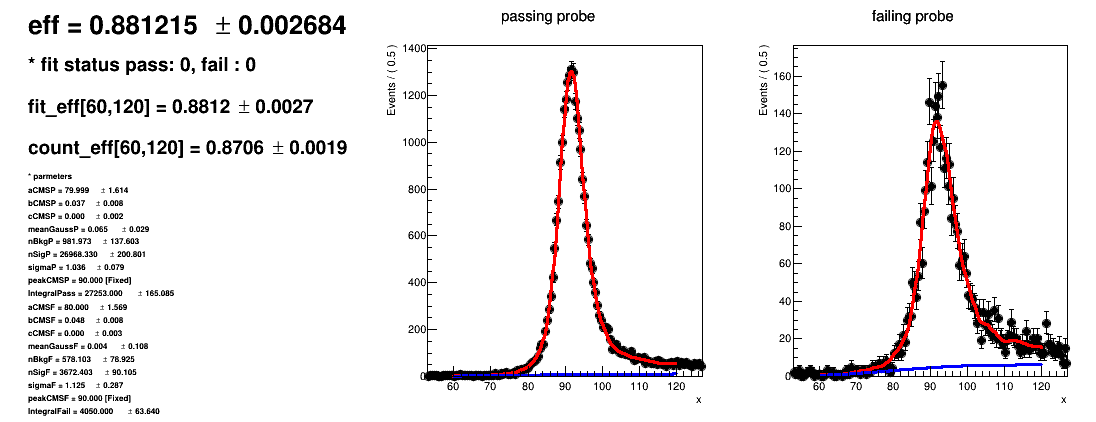 eff = 0.881215 ± 0.002684
* fit status pass: 0, fail : 0
fit_eff[60,120] = 0.8812 ± 0.0027
count_eff[60,120] = 0.8706 ± 0.0019
* parmeters
aCMSP = 79.999 ± 1.614
bCMSP = 0.037 ± 0.008
cCMSP = 0.000 ± 0.002
meanGaussP = 0.065 ± 0.029
nBkgP = 981.973 ± 137.603
nSigP = 26968.330 ± 200.801
sigmaP = 1.036 ± 0.079
peakCMSP = 90.000 [Fixed]
IntegralPass = 27253.000 ± 165.085
aCMSF = 80.000 ± 1.569
bCMSF = 0.048 ± 0.008
cCMSF = 0.000 ± 0.003
meanGaussF = 0.004 ± 0.108
nBkgF = 578.103 ± 78.925
nSigF = 3672.403 ± 90.105
sigmaF = 1.125 ± 0.287
peakCMSF = 90.000 [Fixed]
IntegralFail = 4050.000 ± 63.640
passing probe
Events / ( 0.5 )
1400
1200
1000
800
600
400
200
0
60 70 80 90 100 110 120
x
failing probe
Events / ( 0.5 )
160
140
120
100
80
60
40
20
0
60 70 80 90 100 110 120
x